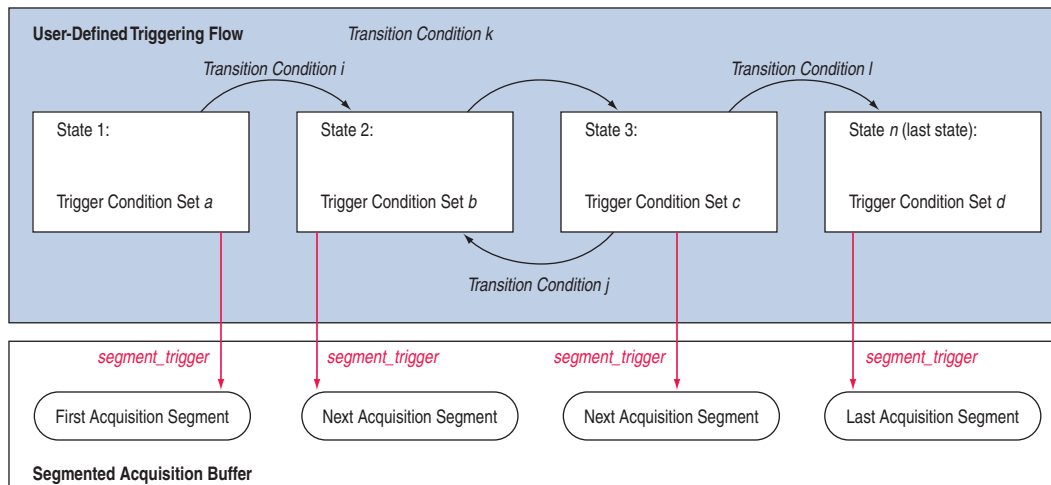 User-Defined Triggering Flow
Transition Condition k
Transition Condition i
Transition Condition l
State 1:
Trigger Condition Set a
State 2:
Trigger Condition Set b
State 3:
Trigger Condition Set c
State n (last state):
Trigger Condition Set d
Transition Condition j
segment_trigger
segment_trigger
segment_trigger
segment_trigger
First Acquisition Segment
Next Acquisition Segment
Next Acquisition Segment
Last Acquisition Segment
Segmented Acquisition Buffer